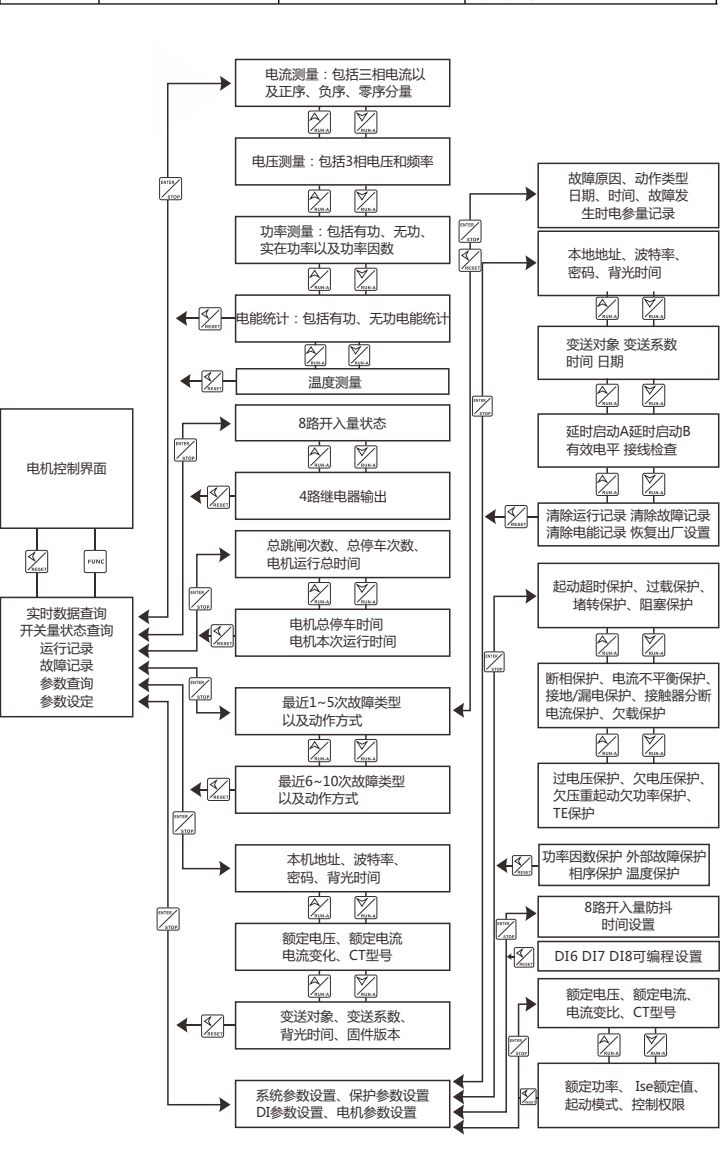 电流测量：包括三相电流以
及正序、负序、零序分量
RUN-A
RUN-A
电压测量：包括3相电压和频率
RUN-A
RUN-A
功率测量：包括有功、无功、
实在功率以及功率因数
RUN-A
RUN-A
电能统计：包括有功、无功电能统计
RUN-A
RUN-A
温度测量
ENTER
STOP
RESET
RESET
8路开入量状态
RUN-A
RUN-A
4路继电器输出
ENTER
STOP
RESET
总跳闸次数、总停车次数、
电机运行总时间
RUN-A
RUN-A
电机总停车时间
电机本次运行时间
ENTER
STOP
RESET
电机控制界面
RESET
FUNC
实时数据查询
开关量状态查询
运行记录
故障记录
参数查询
参数设定
ENTER
STOP
最近1~5次故障类型
以及动作方式
RUN-A
RUN-A
最近6~10次故障类型
以及动作方式
RESET
ENTER
STOP
本机地址、波特率、
密码、背光时间
RUN-A
RUN-A
额定电压、额定电流
电流变化、CT型号
RUN-A
RUN-A
变送对象、变送系数、
背光时间、固件版本
RESET
ENTER
STOP
系统参数设置、保护参数设置
DI参数设置、电机参数设置
故障原因、动作类型
日期、时间、故障发
生时电参量记录
ENTER
STOP
RESET
本地地址、波特率、
密码、背光时间
RUN-A
RUN-A
变送对象 变送系数
时间 日期
RUN-A
RUN-A
延时启动A延时启动B
有效电平 接线检查
RUN-A
RUN-A
清除运行记录 清除故障记录
清除电能记录 恢复出厂设置
ENTER
STOP
RESET
起动超时保护、过载保护、
堵转保护、阻塞保护
RUN-A
RUN-A
断相保护、电流不平衡保护、
接地/漏电保护、接触器分断
电流保护、欠载保护
RUN-A
RUN-A
过电压保护、欠电压保护、
欠压重起动欠功率保护、
TE保护
功率因数保护 外部故障保护
相序保护 温度保护
ENTER
STOP
RESET
8路开入量防抖
时间设置
ENTER
STOP
DI6 DI7 DI8可编程设置
RESET
额定电压、额定电流、
电流变比、CT型号
RUN-A
RUN-A
额定功率、 Ise额定值、
起动模式、控制权限
ENTER
STOP
RESET